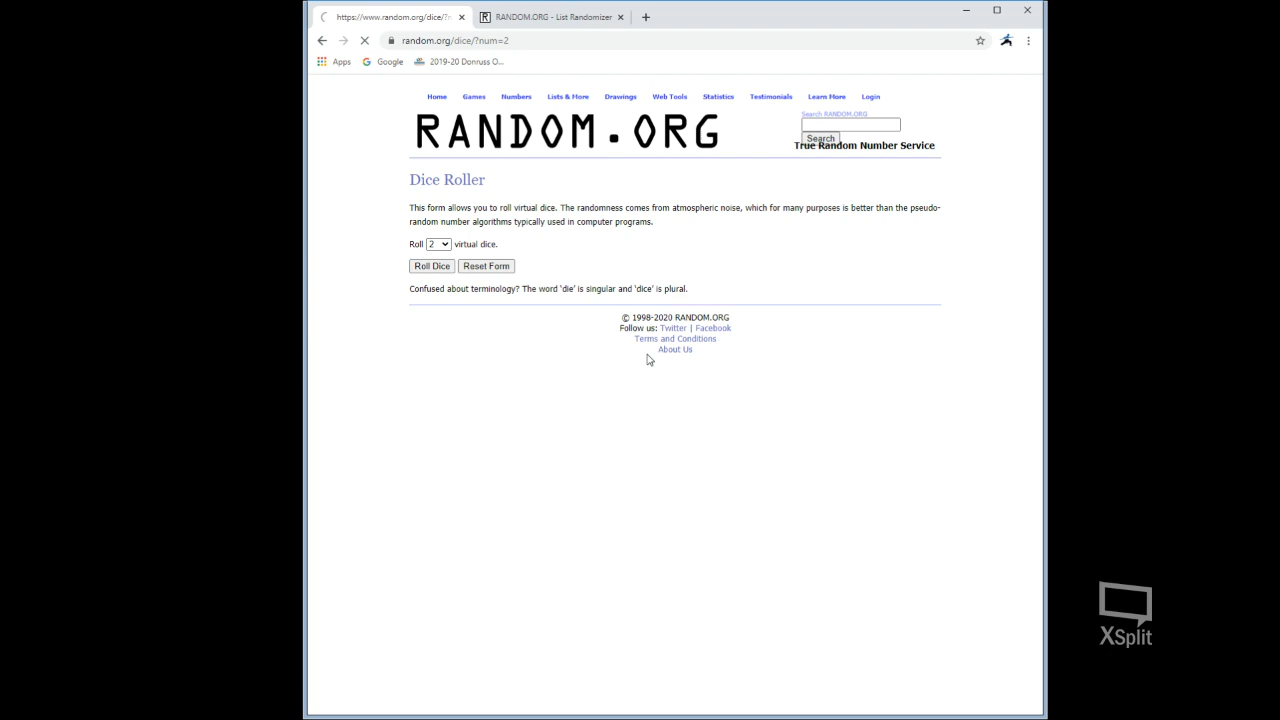 https://www.random.org/dice/?n
RANDOM.ORG - List Randomizer
random.org/dice/?num=2
Apps
Google
2019-20 Donruss O...
Home
Games
Numbers
Lists & More
Drawings
Web Tools
Statistics
Testimonials
Learn More
Login
RANDOM.ORG
Search RANDOM.ORG
Search
True Random Number Service
Dice Roller
This form allows you to roll virtual dice. The randomness comes from atmospheric noise, which for many purposes is better than the pseudo-
random number algorithms typically used in computer programs.
Roll 2 virtual dice.
Roll Dice
Reset Form
Confused about terminology? The word 'die' is singular and 'dice' is plural.
© 1998-2020 RANDOM.ORG
Follow us: Twitter | Facebook
Terms and Conditions
About Us
XSplit